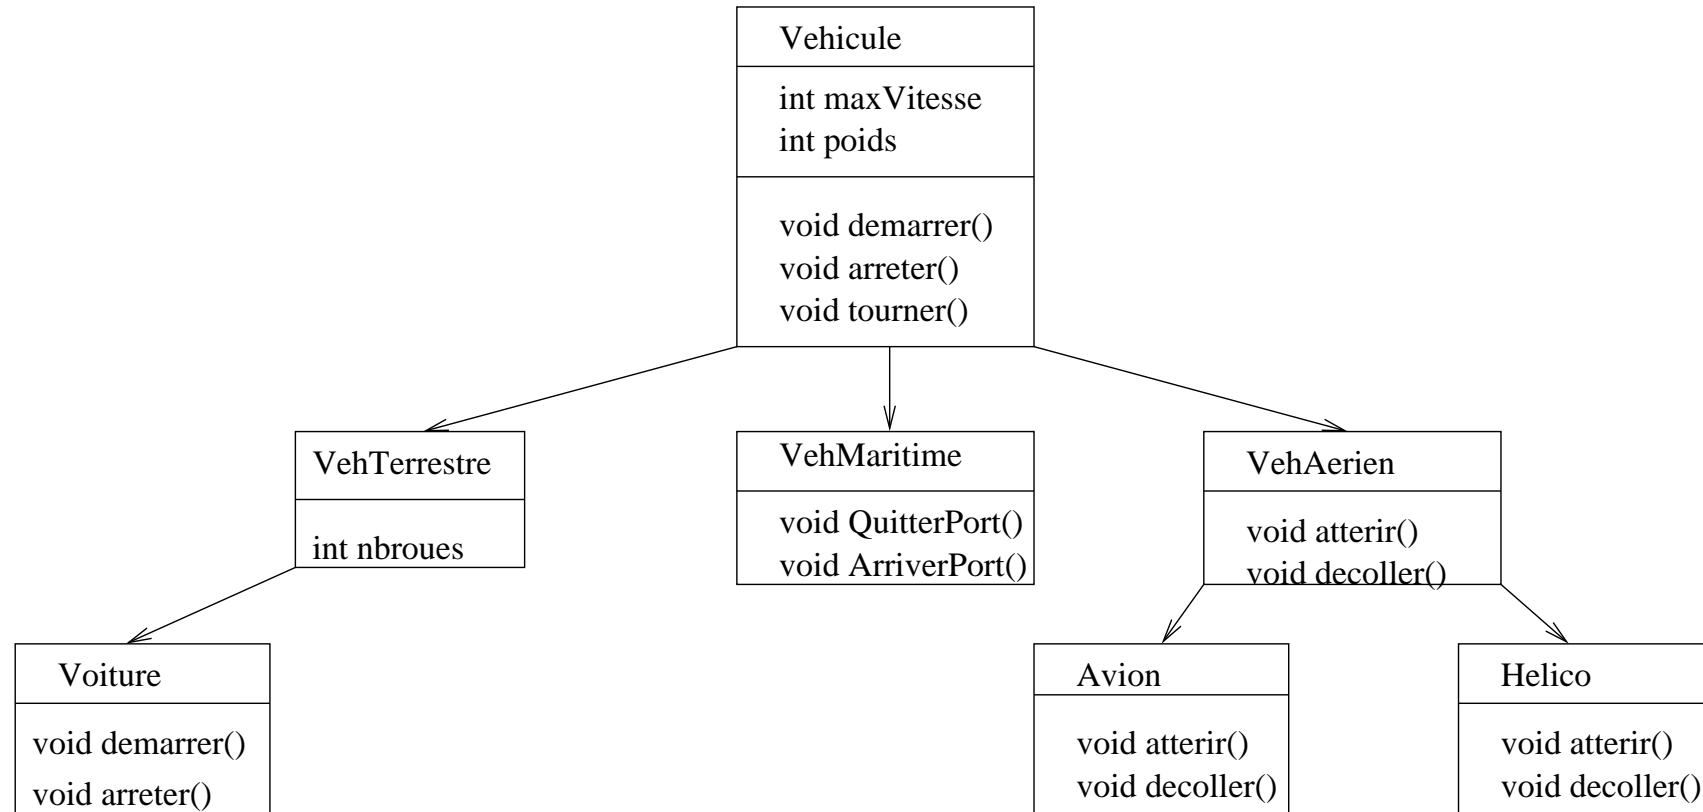 Vehicule
int maxVitesse
int poids
void demarrer()
void arreter()
void tourner()
VehTerrestre
int nbroues
VehMaritime
void QuitterPort()
void ArriverPort()
VehAerien
void atterir()
void decoller()
Voiture
void demarrer()
void arreter()
Avion
void atterir()
void decoller()
Helico
void atterir()
void decoller()